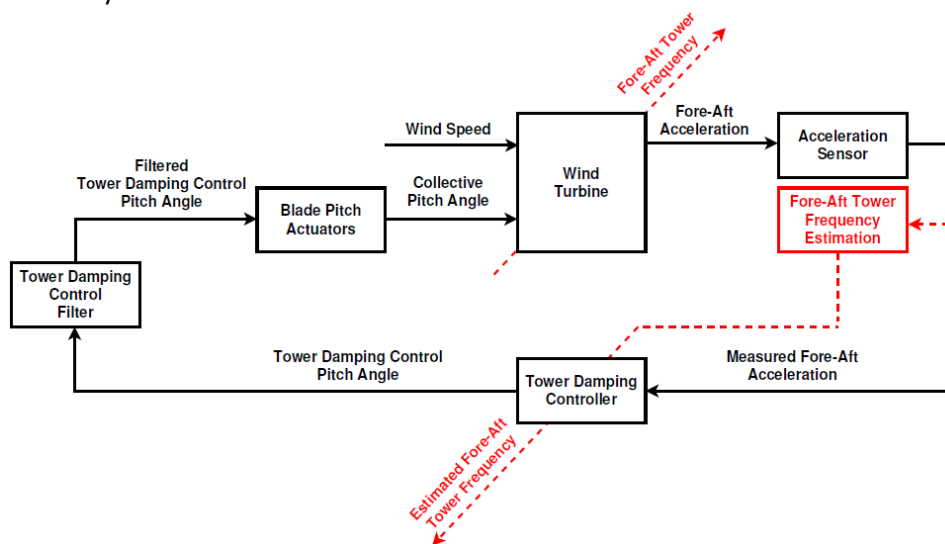 Fore-Aft Tower
Frequency
Wind Speed
Fore-Aft
Acceleration
Acceleration
Sensor
Wind
Turbine
Filtered
Tower Damping Control
Pitch Angle
Blade Pitch
Actuators
Collective
Pitch Angle
Fore-Aft Tower
Frequency
Estimation
Tower Damping
Control
Filter
Tower Damping Control
Pitch Angle
Tower Damping
Controller
Measured Fore-Aft
Acceleration
Estimated Fore-Aft
Tower Frequency